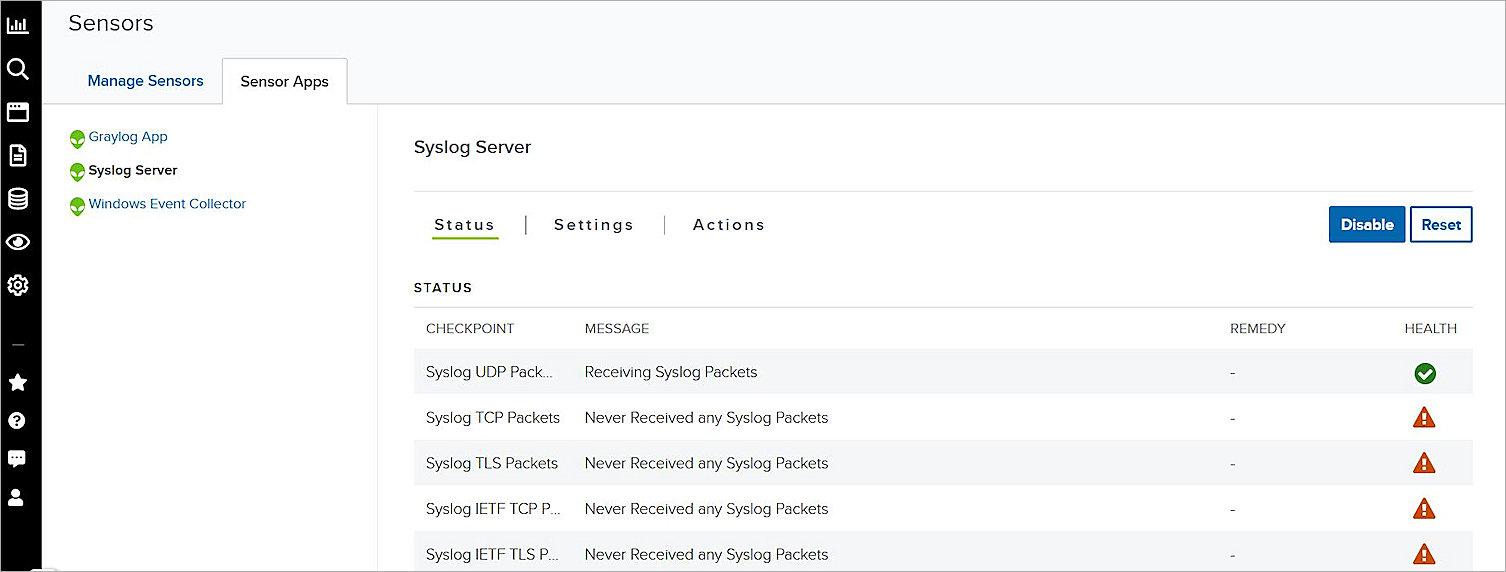 Sensors
Manage Sensors
Sensor Apps
Graylog App
Syslog Server
Windows Event Collector
Syslog Server
Status | Settings | Actions
Disable
Reset
STATUS
CHECKPOINT MESSAGE REMEDY HEALTH
Syslog UDP Pack... Receiving Syslog Packets -
Syslog TCP Packets Never Received any Syslog Packets -
Syslog TLS Packets Never Received any Syslog Packets -
Syslog IETF TCP P... Never Received any Syslog Packets -
Syslog IETF TLS P... Never Received any Syslog Packets -